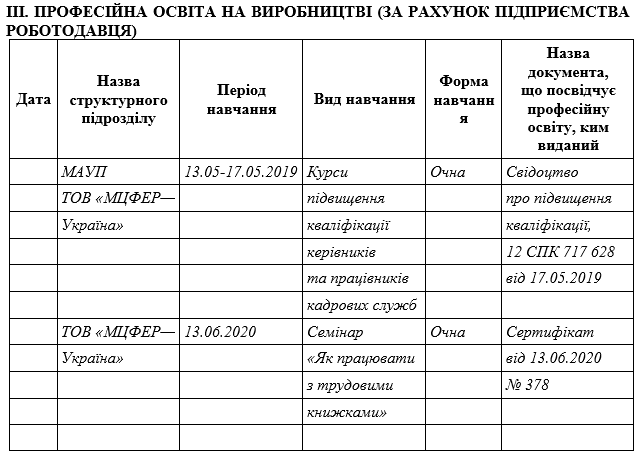 ІІІ. ПРОФЕСІЙНА ОСВІТА НА ВИРОБНИЦТВІ (ЗА РАХУНОК ПІДПРИЄМСТВА
РОБОТОДАВЦЯ)
Дата
Назва
структурного
підрозділу
Період
навчання
Вид навчання
Форма
навчанн
я
Назва
документа,
що посвідчує
професійну
освіту, ким
виданий
МАУП 13.05-17.05.2019 Курси Очна Свідоцтво
ТОВ «МЦФЕР— підвищення про підвищення
Україна» кваліфікації кваліфікації,
керівників 12 СПК 717 628
та працівників від 17.05.2019
кадрових служб
ТОВ «МЦФЕР— 13.06.2020 Семінар Очна Сертифікат
Україна» «Як працювати від 13.06.2020
з трудовими № 378
книжками»